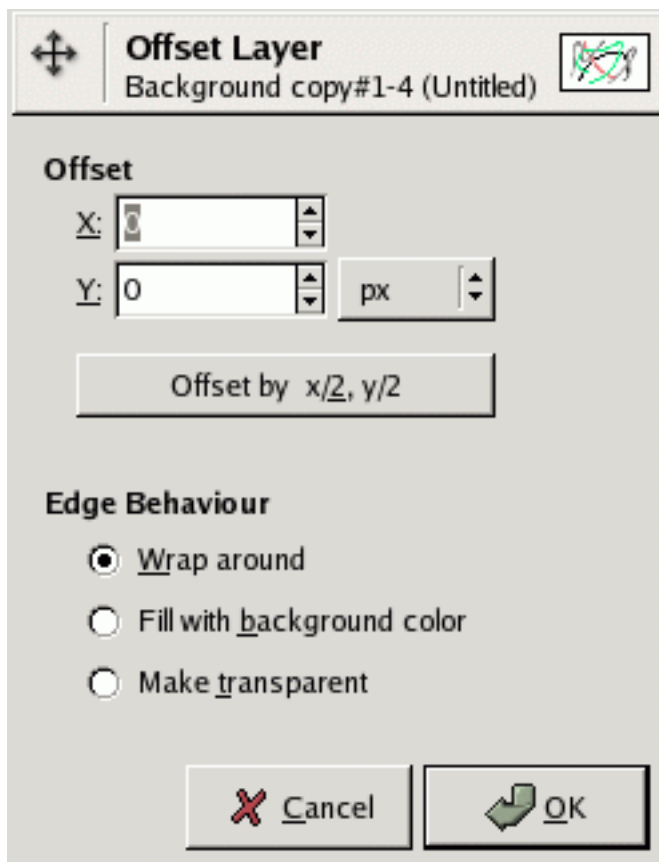 Offset Layer
Background copy#1-4 (Untitled)
Offset
X: 0
Y: 0 px
Offset by x/2, y/2
Edge Behaviour
Wrap around
Fill with background color
Make transparent
Cancel OK